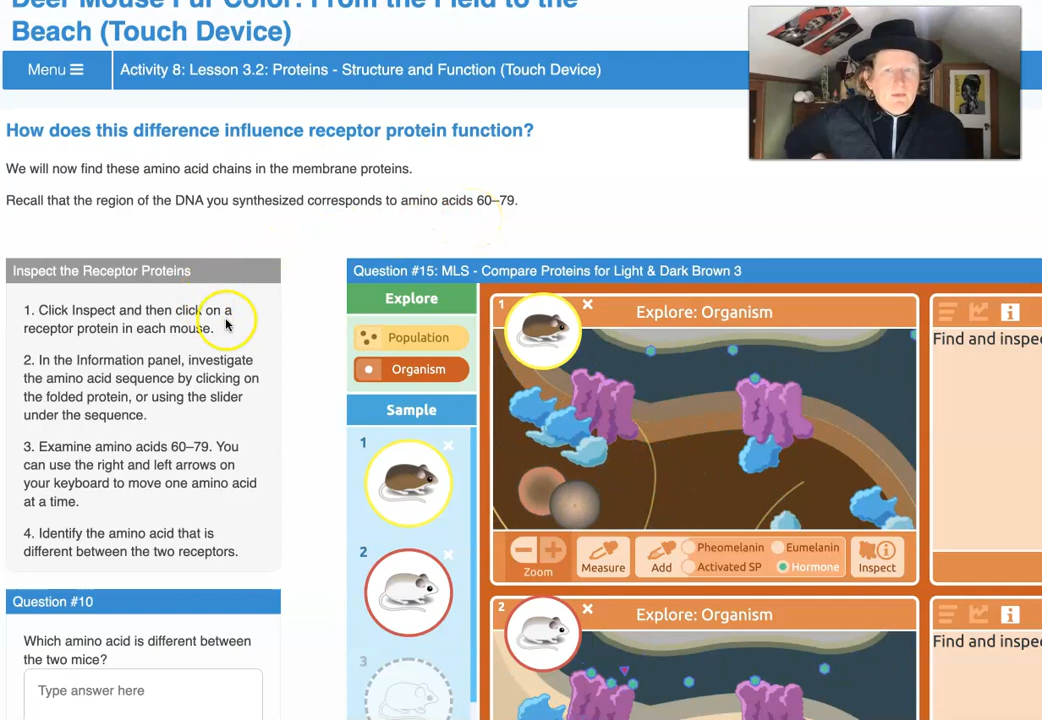 Deer Mouse Fur Color: From the Field to the
Beach (Touch Device)
Menu
Activity 8: Lesson 3.2: Proteins - Structure and Function (Touch Device)
How does this difference influence receptor protein function?
We will now find these amino acid chains in the membrane proteins.
Recall that the region of the DNA you synthesized corresponds to amino acids 60–79.
Inspect the Receptor Proteins
1. Click Inspect and then click on a
receptor protein in each mouse.
2. In the Information panel, investigate
the amino acid sequence by clicking on
the folded protein, or using the slider
under the sequence.
3. Examine amino acids 60–79. You
can use the right and left arrows on
your keyboard to move one amino acid
at a time.
4. Identify the amino acid that is
different between the two receptors.
Question #10
Which amino acid is different between
the two mice?
Type answer here
Question #15: MLS - Compare Proteins for Light & Dark Brown 3
Explore
Population
Organism
Sample
1
2
3
1
Explore: Organism
Zoom
Measure
Add
Pheomelanin
Eumelanin
Activated SP
Hormone
Inspect
Find and inspe
2
Explore: Organism
Find and inspe